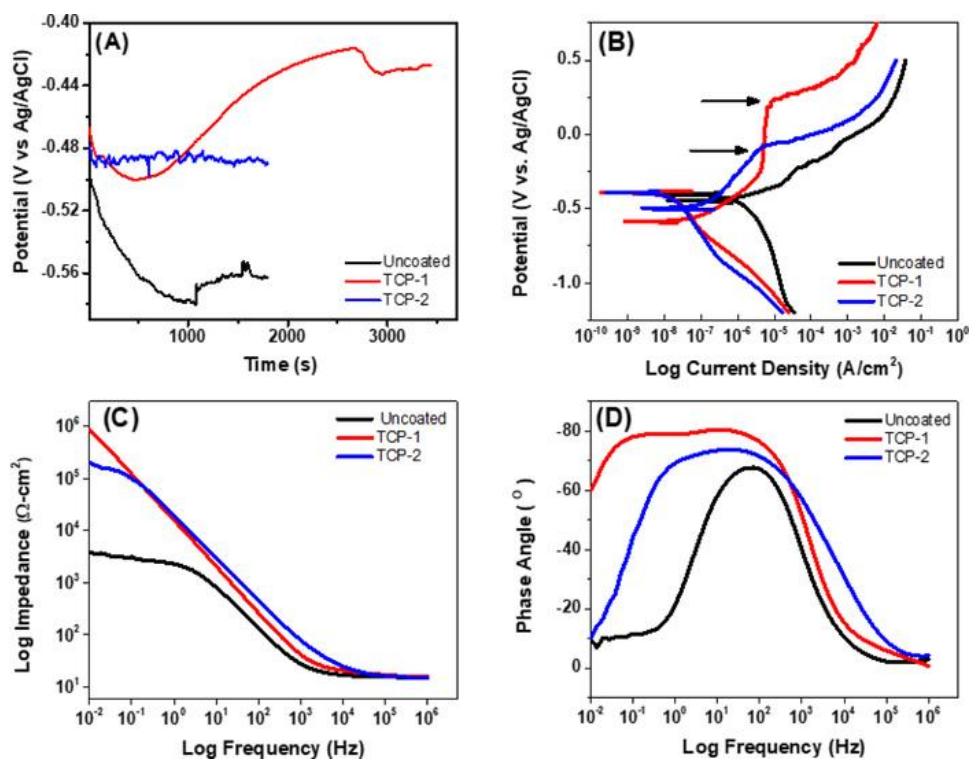 (A)
Potential (V vs Ag/AgCl)
-0.40
-0.44
-0.48
-0.52
-0.56
0
1000
2000
3000
Time (s)
Uncoated
TCP-1
TCP-2
(B)
Potential (V vs. Ag/AgCl)
0.5
0.0
-0.5
-1.0
10⁻¹⁰ 10⁻⁹ 10⁻⁸ 10⁻⁷ 10⁻⁶ 10⁻⁵ 10⁻⁴ 10⁻³ 10⁻² 10⁻¹ 10⁰
Log Current Density (A/cm²)
Uncoated
TCP-1
TCP-2
(C)
Log Impedance (Ω-cm²)
10⁶
10⁵
10⁴
10³
10²
10¹
10⁻² 10⁻¹ 10⁰ 10¹ 10² 10³ 10⁴ 10⁵ 10⁶
Log Frequency (Hz)
Uncoated
TCP-1
TCP-2
(D)
Phase Angle (°)
-80
-60
-40
-20
0
10⁻² 10⁻¹ 10⁰ 10¹ 10² 10³ 10⁴ 10⁵ 10⁶
Log Frequency (Hz)
Uncoated
TCP-1
TCP-2